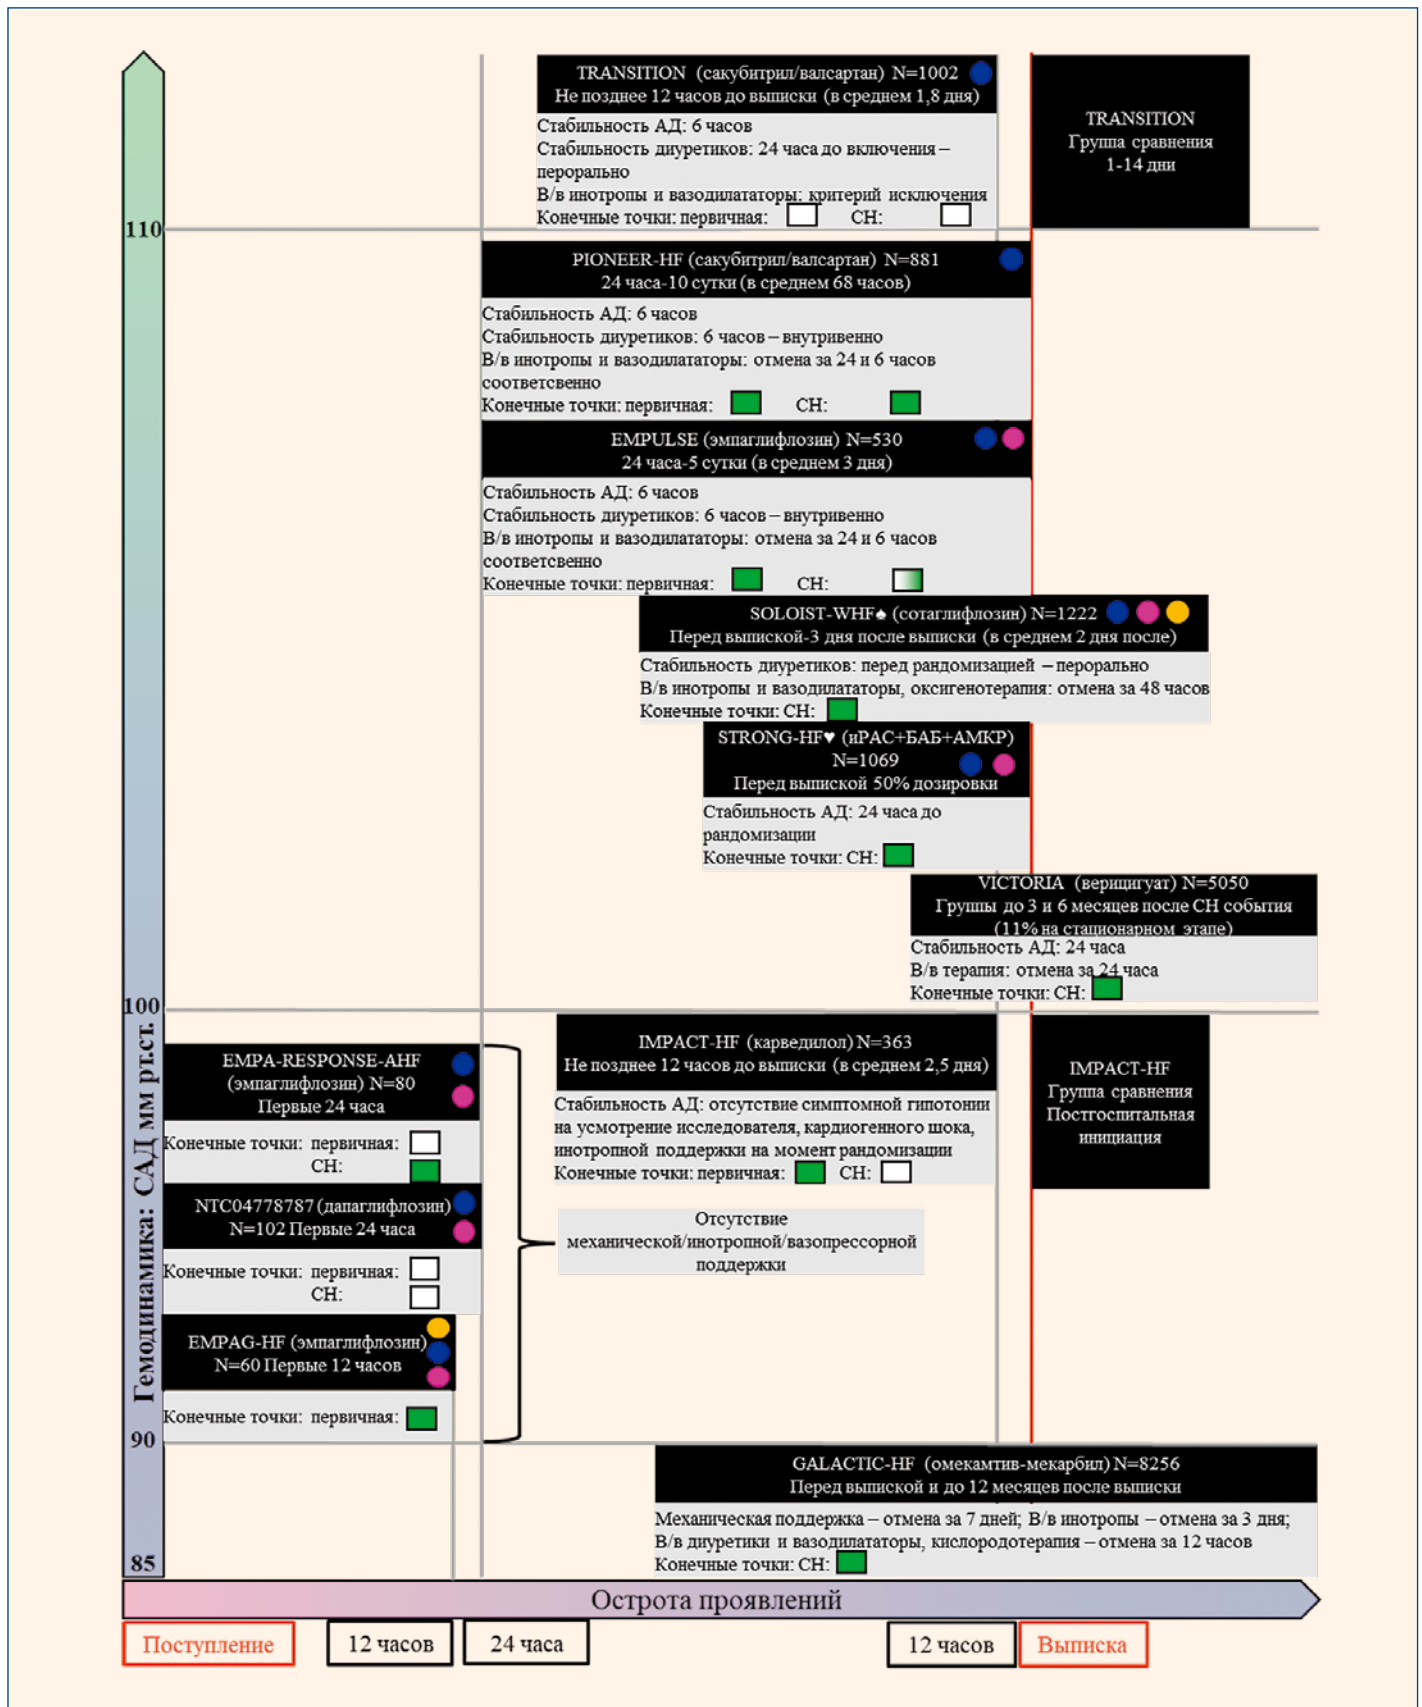 TRANSITION (сакубитрил/валсартан) N=1002
Не позднее 12 часов до выписки (в среднем 1,8 дня)
Стабильность АД: 6 часов
Стабильность диуретиков: 24 часа до включения –
перорально
В/в инотропы и вазодилататоры: критерий исключения
Конечные точки: первичная: СН:
TRANSITION
Группа сравнения
1-14 дни
110
PIONEER-HF (сакубитрил/валсартан) N=881
24 часа-10 сутки (в среднем 68 часов)
Стабильность АД: 6 часов
Стабильность диуретиков: 6 часов – внутривенно
В/в инотропы и вазодилататоры: отмена за 24 и 6 часов
соответсвенно
Конечные точки: первичная: СН:
EMPULSE (эмпаглифлозин) N=530
24 часа-5 сутки (в среднем 3 дня)
Стабильность АД: 6 часов
Стабильность диуретиков: 6 часов – внутривенно
В/в инотропы и вазодилататоры: отмена за 24 и 6 часов
соответсвенно
Конечные точки: первичная: СН:
SOLOIST-WHF♠ (сотаглифлозин) N=1222
Перед выпиской-3 дня после выписки (в среднем 2 дня после)
Стабильность диуретиков: перед рандомизацией – перорально
В/в инотропы и вазодилататоры, оксигенотерапия: отмена за 48 часов
Конечные точки: СН:
STRONG-HF♥ (иРАС+БАБ+АМКР)
N=1069
Перед выпиской 50% дозировки
Стабильность АД: 24 часа до
рандомизации
Конечные точки: СН:
VICTORIA (верицигуат) N=5050
Группы до 3 и 6 месяцев после СН события
(11% на стационарном этапе)
Стабильность АД: 24 часа
В/в терапия: отмена за 24 часа
Конечные точки: СН:
100
Гемодинамика: САД мм рт.ст.
EMPA-RESPONSE-AHF
(эмпаглифлозин) N=80
Первые 24 часа
Конечные точки: первичная:
СН:
NTC04778787 (дапаглифлозин)
N=102 Первые 24 часа
Конечные точки: первичная:
СН:
EMPAG-HF (эмпаглифлозин)
N=60 Первые 12 часов
Конечные точки: первичная:
IMPACT-HF (карведилол) N=363
Не позднее 12 часов до выписки (в среднем 2,5 дня)
Стабильность АД: отсутствие симптомной гипотонии
на усмотрение исследователя, кардиогенного шока,
инотропной поддержки на момент рандомизации
Конечные точки: первичная: СН:
IMPACT-HF
Группа сравнения
Постгоспитальная
инициация
Отсутствие
механической/инотропной/вазопрессорной
поддержки
90
GALACTIC-HF (омекамтив-мекарбил) N=8256
Перед выпиской и до 12 месяцев после выписки
Механическая поддержка – отмена за 7 дней; В/в инотропы – отмена за 3 дня;
В/в диуретики и вазодилататоры, кислородотерапия – отмена за 12 часов
Конечные точки: СН:
85
Острота проявлений
Поступление 12 часов 24 часа 12 часов Выписка